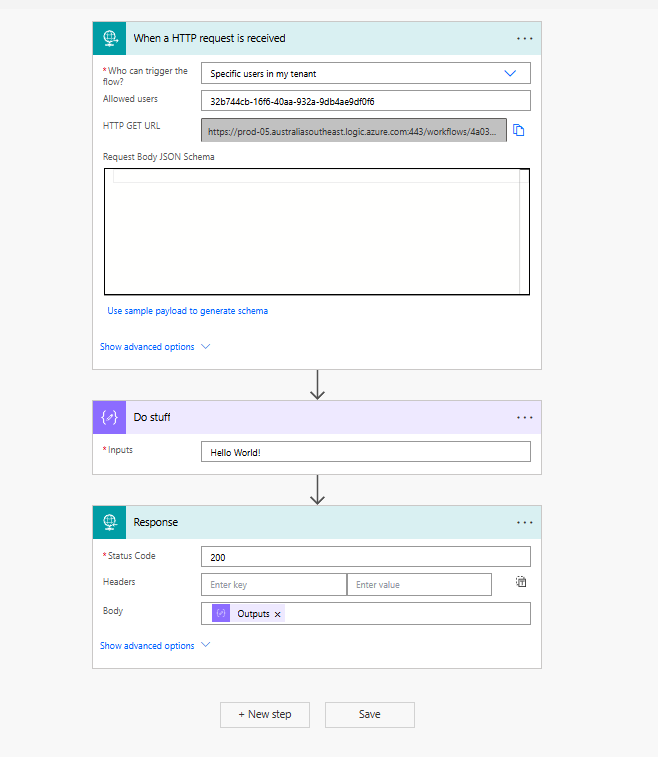 When a HTTP request is received
* Who can trigger the
flow?
Specific users in my tenant
Allowed users
32b744cb-16f6-40aa-932a-9db4ae9df0f6
HTTP GET URL
https://prod-05.australiasoutheast.logic.azure.com:443/workflows/4a03...
Request Body JSON Schema
Use sample payload to generate schema
Show advanced options
Do stuff
* Inputs
Hello World!
Response
* Status Code
200
Headers
Enter key
Enter value
Body
Outputs ×
Show advanced options
+ New step
Save